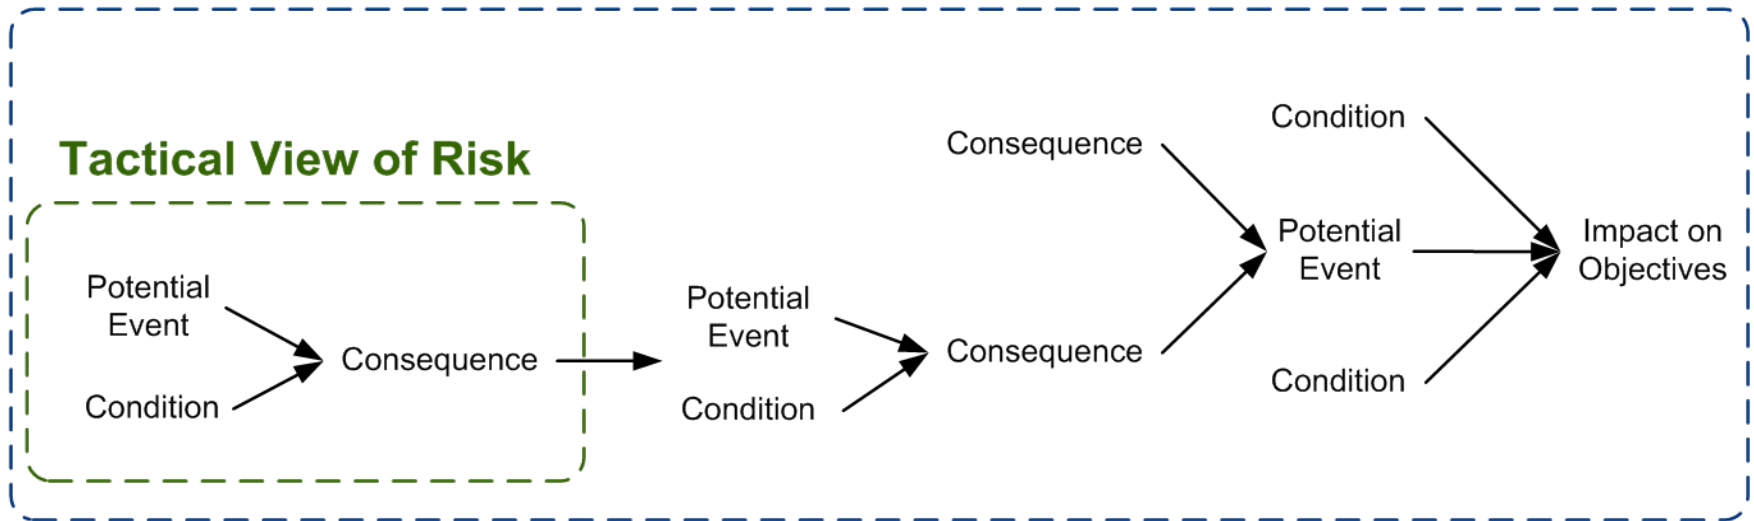 Tactical View of Risk
Potential
Event
Condition
Consequence
Potential
Event
Condition
Consequence
Consequence
Condition
Potential
Event
Condition
Impact on
Objectives